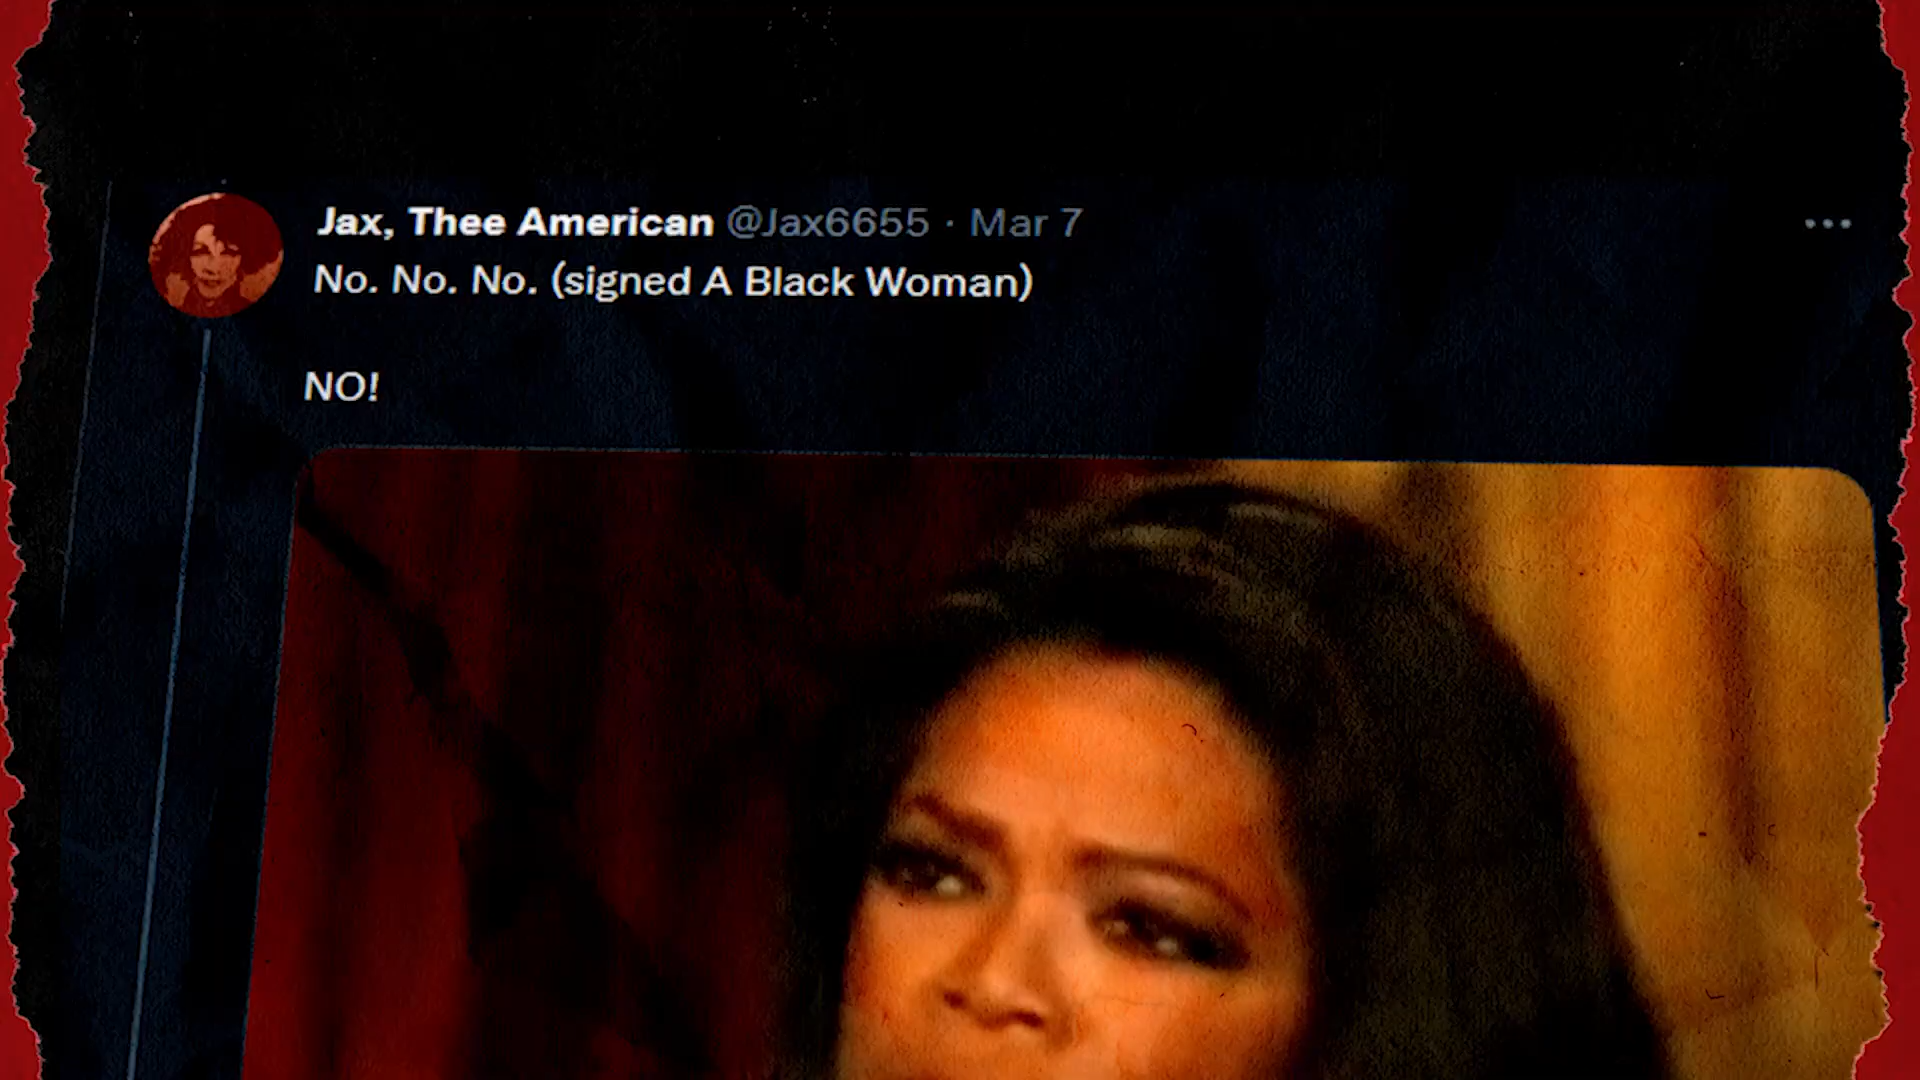 Jax, Thee American @Jax6655 · Mar 7
No. No. No. (signed A Black Woman)
NO!